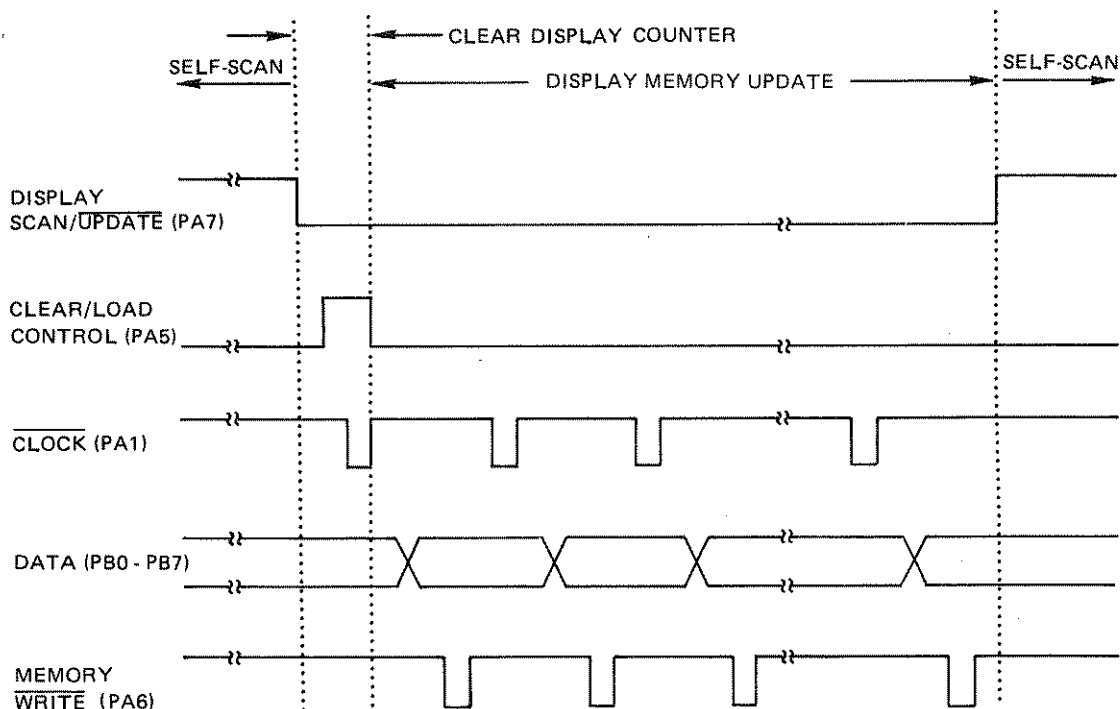 CLEAR DISPLAY COUNTER
SELF-SCAN
DISPLAY MEMORY UPDATE
SELF-SCAN
DISPLAY
SCAN/UPDATE (PA7)
CLEAR/LOAD
CONTROL (PA5)
CLOCK (PA1)
DATA (PB0 - PB7)
MEMORY
WRITE (PA6)